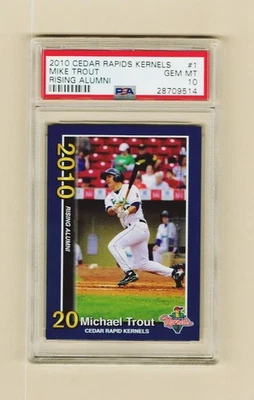 2010 CEDAR RAPIDS KERNELS #1
MIKE TROUT GEM MT
RISING ALUMNI PSA 10
28709514
2010
RISING ALUMNI
20 Michael Trout
CEDAR RAPID KERNELS
Kernels